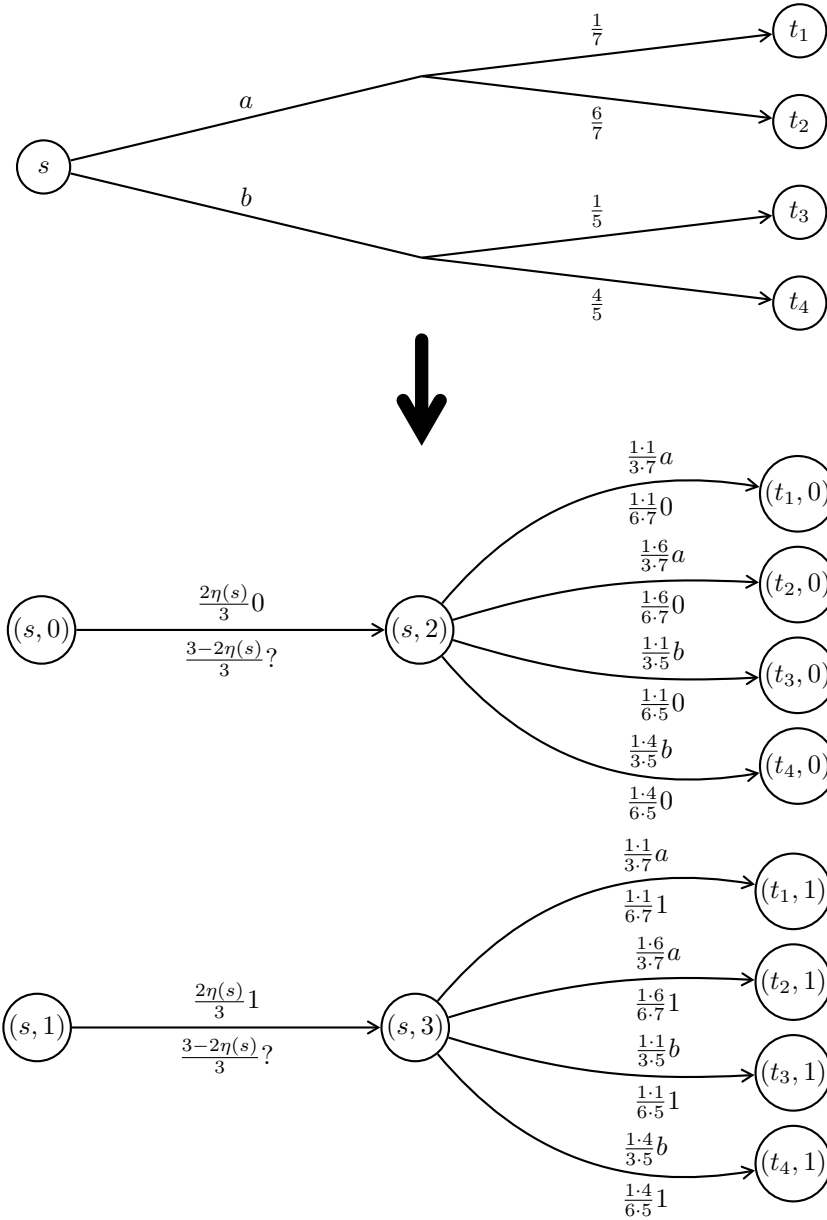 1/7
t_1
a
6/7
t_2
s
b
1/5
t_3
4/5
t_4
1·1/3·7 a
(t_1, 0)
1·1/6·7 0
1·6/3·7 a
(t_2, 0)
2η(s)/3 0
1·6/6·7 0
(s, 0)
(s, 2)
3−2η(s)/3 ?
1·1/3·5 b
(t_3, 0)
1·1/6·5 0
1·4/3·5 b
(t_4, 0)
1·4/6·5 0
1·1/3·7 a
(t_1, 1)
1·1/6·7 1
1·6/3·7 a
(t_2, 1)
2η(s)/3 1
1·6/6·7 1
(s, 1)
(s, 3)
3−2η(s)/3 ?
1·1/3·5 b
(t_3, 1)
1·1/6·5 1
1·4/3·5 b
(t_4, 1)
1·4/6·5 1